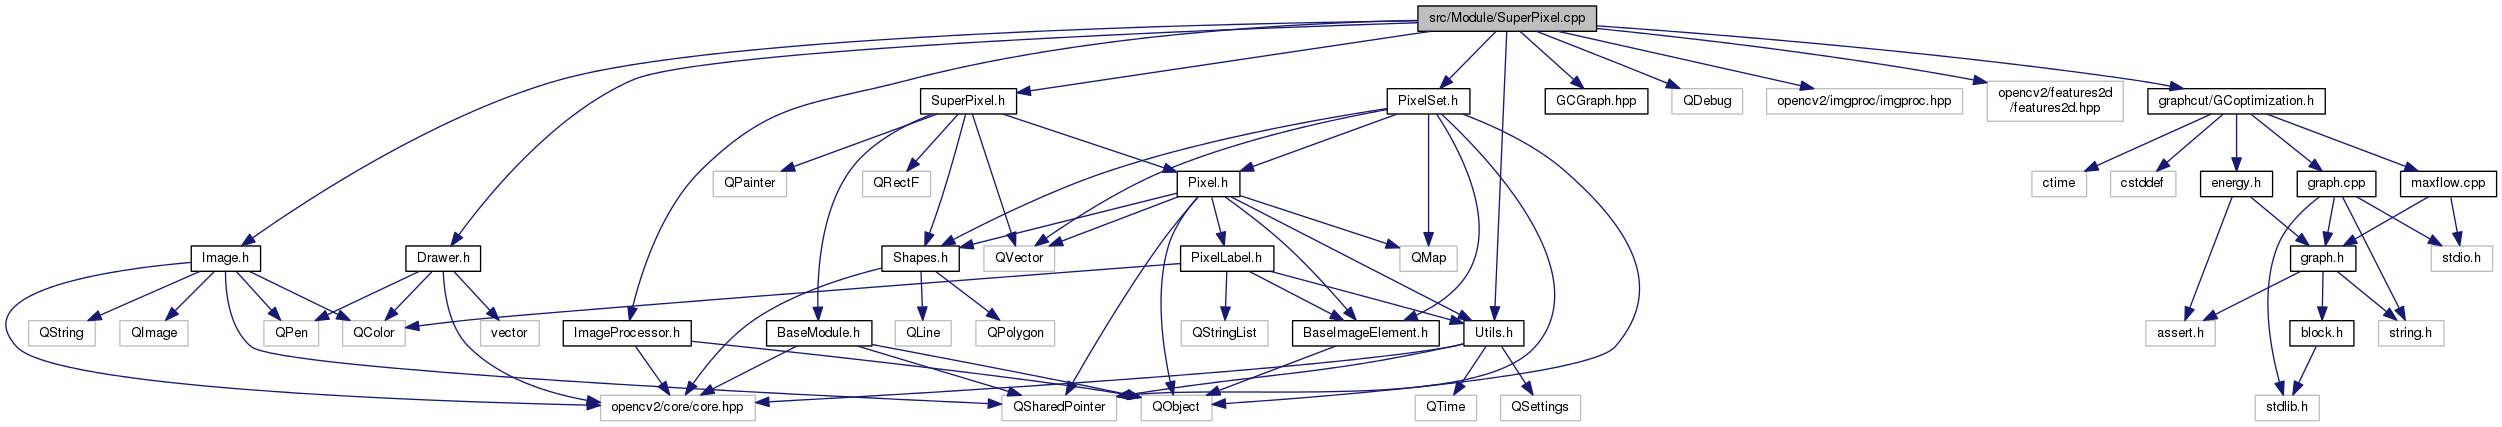 src/Module/SuperPixel.cpp
SuperPixel.h
PixelSet.h
GCGraph.hpp
QDebug
opencv2/imgproc/imgproc.hpp
opencv2/features2d
/features2d.hpp
graphcut/GCoptimization.h
QPainter
QRectF
Pixel.h
ctime
cstddef
energy.h
graph.cpp
maxflow.cpp
Image.h
Drawer.h
Shapes.h
QVector
PixelLabel.h
QMap
graph.h
stdio.h
QString
QImage
QPen
QColor
vector
ImageProcessor.h
BaseModule.h
QLine
QPolygon
QStringList
BaseImageElement.h
Utils.h
assert.h
block.h
string.h
opencv2/core/core.hpp
QSharedPointer
QObject
QTime
QSettings
stdlib.h